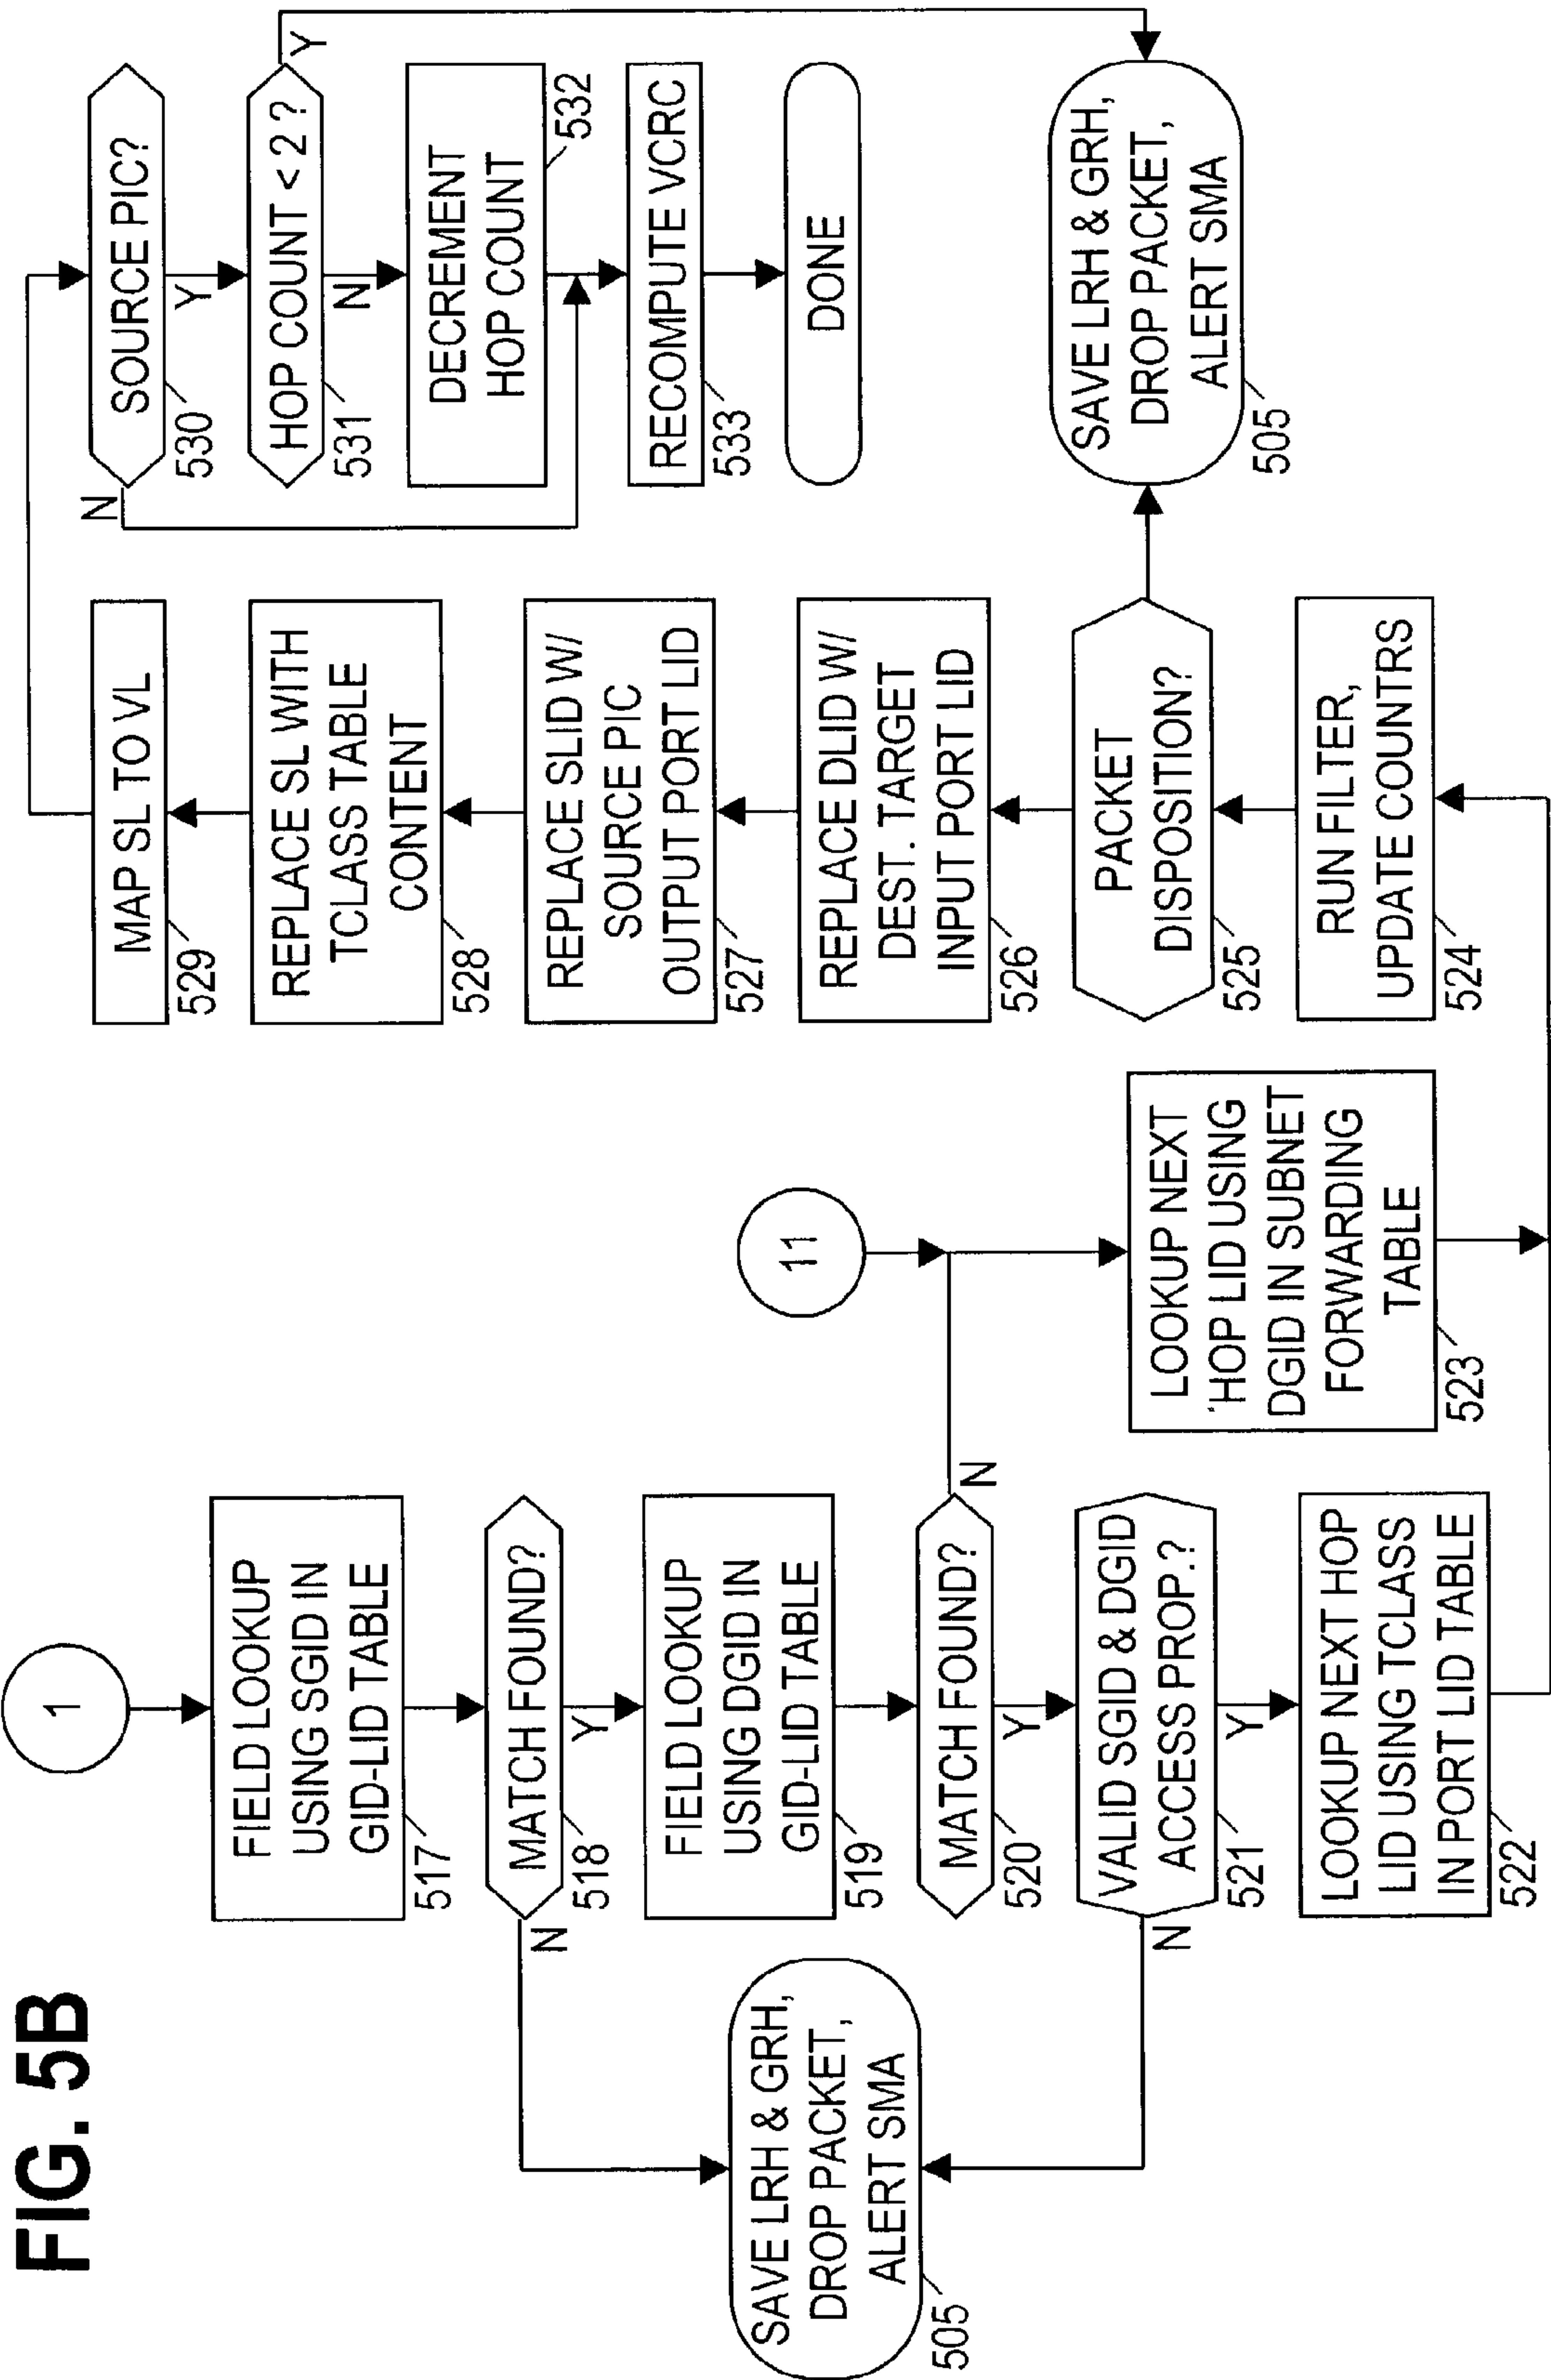 FIG. 5B
1
FIELD LOOKUP
USING SGID IN
GID-LID TABLE
517
MATCH FOUND?
518
N
Y
FIELD LOOKUP
USING DGID IN
GID-LID TABLE
519
MATCH FOUND?
520
N
Y
VALID SGID & DGID
ACCESS PROP.?
521
N
Y
LOOKUP NEXT HOP
LID USING TCLASS
IN PORT LID TABLE
522
SAVE LRH & GRH,
DROP PACKET,
ALERT SMA
505
11
LOOKUP NEXT
HOP LID USING
DGID IN SUBNET
FORWARDING
TABLE
523
RUN FILTER,
UPDATE COUNTRS
524
PACKET
DISPOSITION?
525
REPLACE DLID W/
DEST. TARGET
INPUT PORT LID
526
REPLACE SLID W/
SOURCE PIC
OUTPUT PORT LID
527
REPLACE SL WITH
TCLASS TABLE
CONTENT
528
MAP SL TO VL
529
SOURCE PIC?
530
N
Y
HOP COUNT < 2 ?
531
Y
N
DECREMENT
HOP COUNT
532
RECOMPUTE VCRC
533
DONE
SAVE LRH & GRH,
DROP PACKET,
ALERT SMA
505